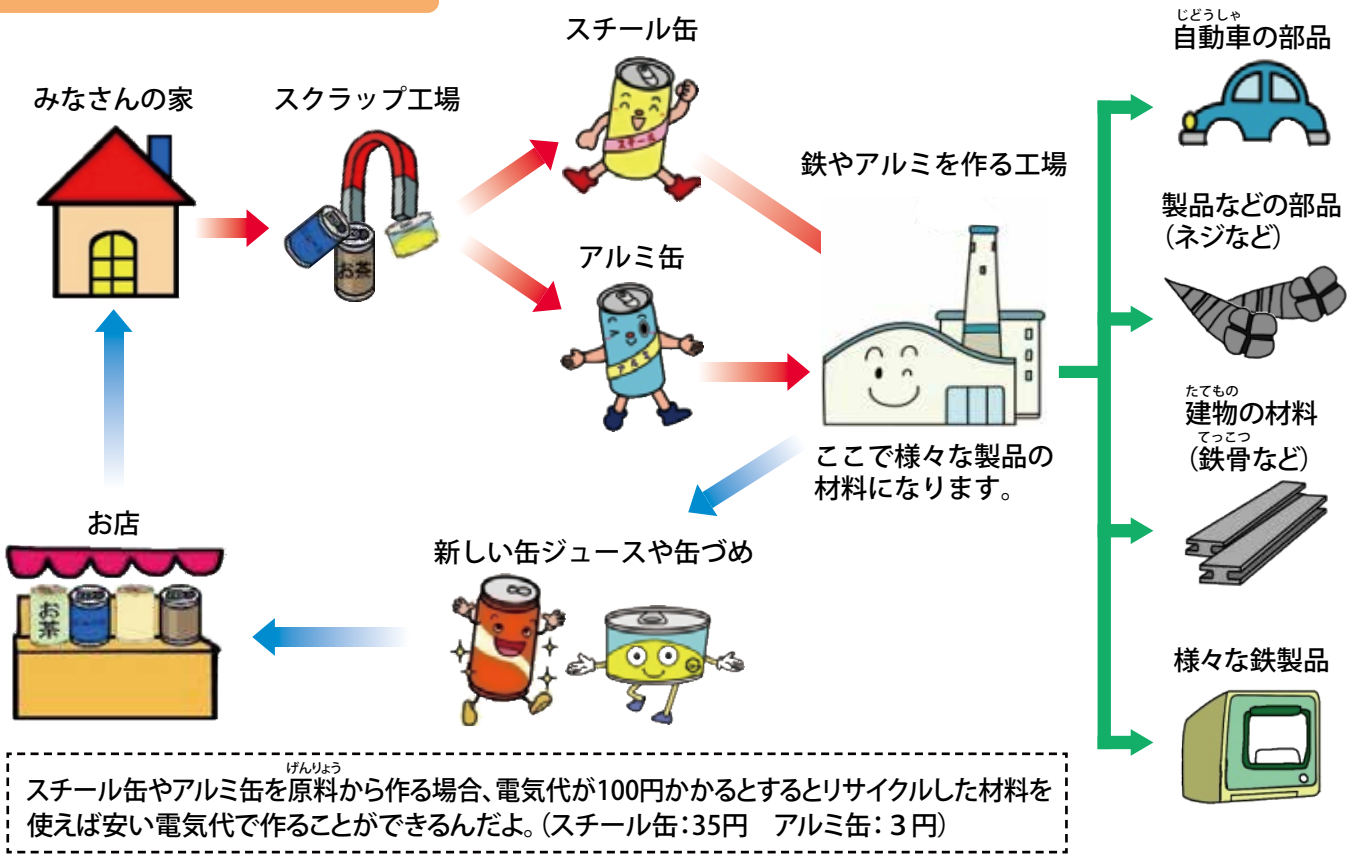 みなさんの家
スクラップ工場
お茶
スチール缶
スチール
アルミ缶
アルミ
鉄やアルミを作る工場
ここで様々な製品の
材料になります。
新しい缶ジュースや缶づめ
お店
お茶
じどうしゃ
自動車の部品
製品などの部品
（ネジなど）
たてもの
建物の材料
てっこつ
（鉄骨など）
様々な鉄製品
げんりょう
スチール缶やアルミ缶を原料から作る場合、電気代が100円かかるとするとリサイクルした材料を
使えば安い電気代で作ることができるんだよ。（スチール缶：35円　アルミ缶：３円）